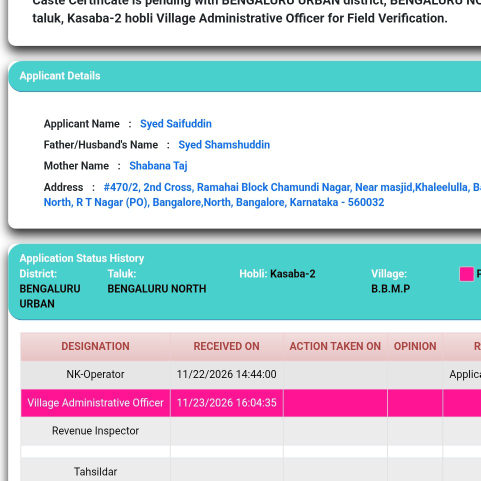 Caste Certificate is pending with BENGALURU URBAN district, BENGALURU
taluk, Kasaba-2 hobli Village Administrative Officer for Field Verification.
Applicant Details
Applicant Name : Syed Saifuddin
Father/Husband's Name : Syed Shamshuddin
Mother Name : Shabana Taj
Address : #470/2, 2nd Cross, Ramahai Block Chamundi Nagar, Near masjid,Khaleelulla,
North, R T Nagar (PO), Bangalore,North, Bangalore, Karnataka - 560032
Application Status History
District: Taluk: Hobli: Kasaba-2 Village:
BENGALURU URBAN BENGALURU NORTH B.B.M.P
DESIGNATION RECEIVED ON ACTION TAKEN ON OPINION
NK-Operator 11/22/2026 14:44:00
Village Administrative Officer 11/23/2026 16:04:35
Revenue Inspector
Tahsildar